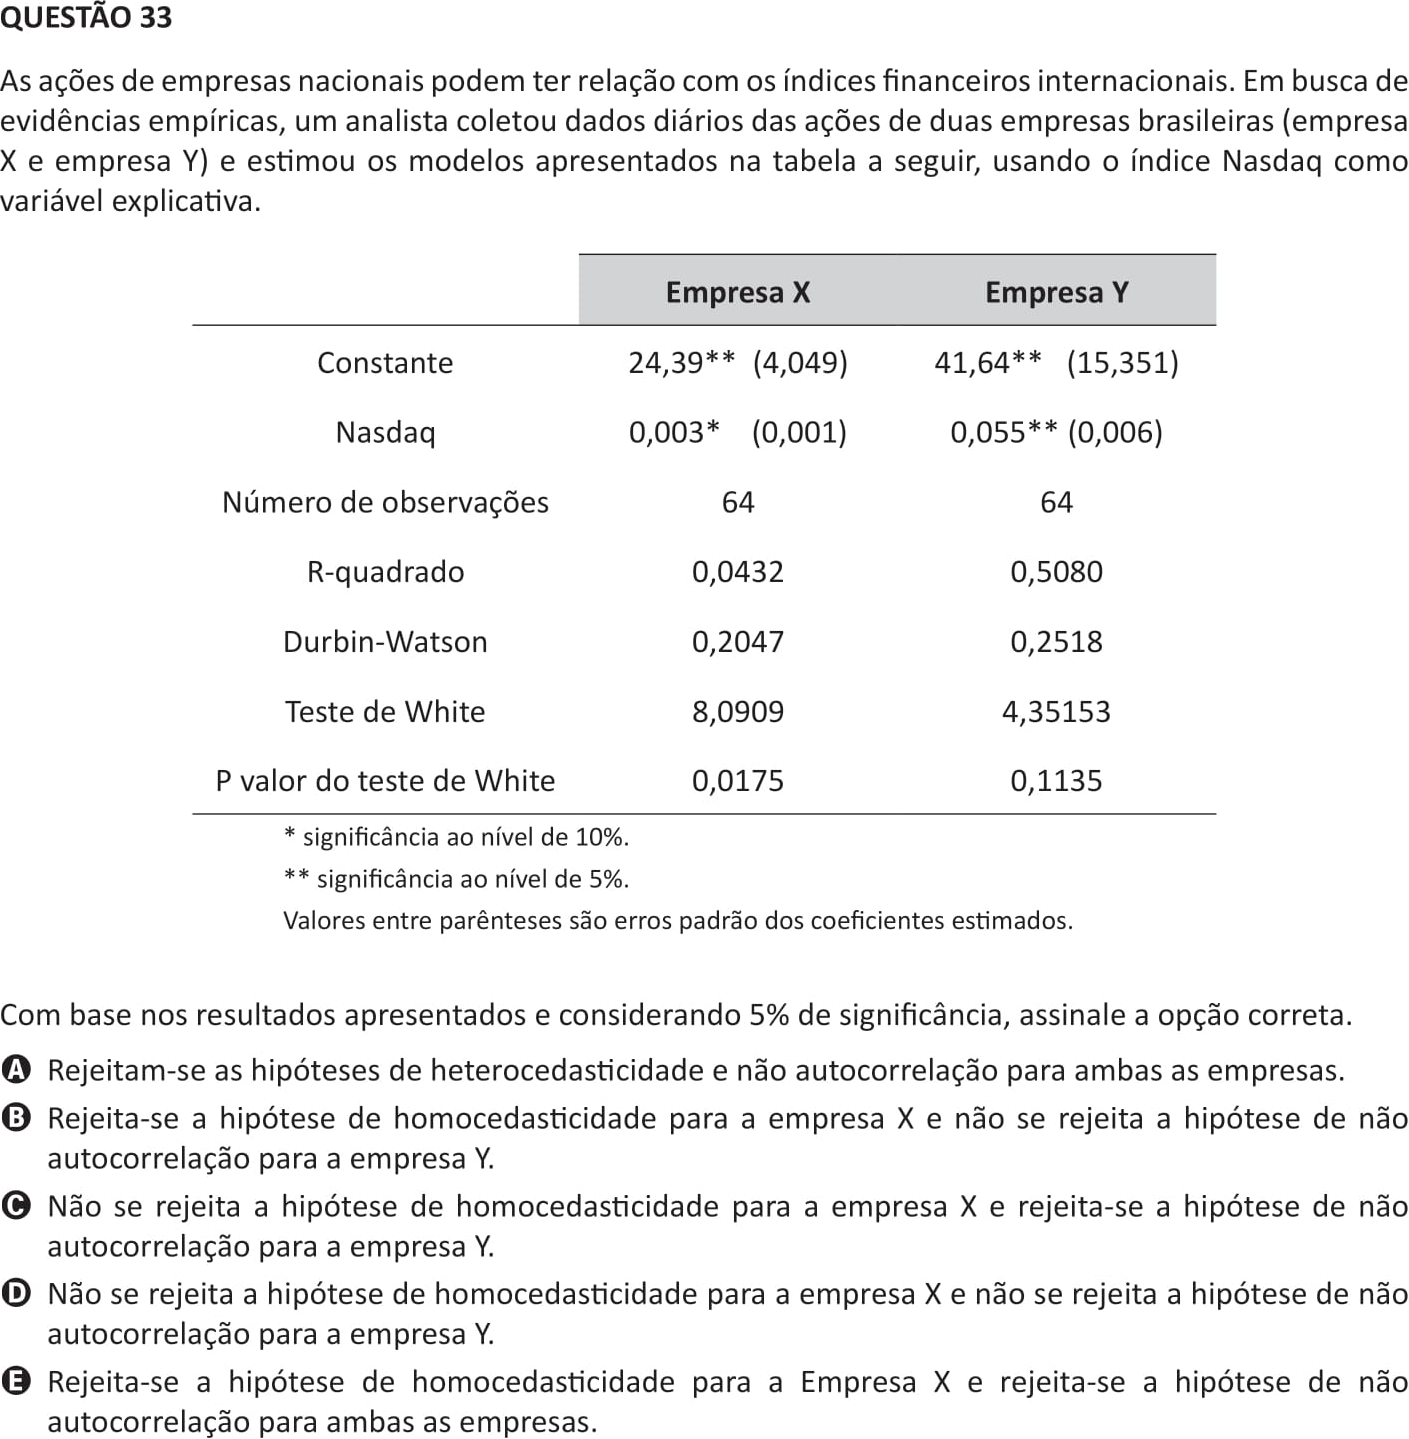 QUESTÃO 33
As ações de empresas nacionais podem ter relação com os índices financeiros internacionais. Em busca de
evidências empíricas, um analista coletou dados diários das ações de duas empresas brasileiras (empresa
X e empresa Y) e estimou os modelos apresentados na tabela a seguir, usando o índice Nasdaq como
variável explicativa.
Empresa X Empresa Y
Constante 24,39** (4,049) 41,64** (15,351)
Nasdaq 0,003* (0,001) 0,055** (0,006)
Número de observações 64 64
R-quadrado 0,0432 0,5080
Durbin-Watson 0,2047 0,2518
Teste de White 8,0909 4,35153
P valor do teste de White 0,0175 0,1135
* significância ao nível de 10%.
** significância ao nível de 5%.
Valores entre parênteses são erros padrão dos coeficientes estimados.
Com base nos resultados apresentados e considerando 5% de significância, assinale a opção correta.
A Rejeitam-se as hipóteses de heterocedasticidade e não autocorrelação para ambas as empresas.
B Rejeita-se a hipótese de homocedasticidade para a empresa X e não se rejeita a hipótese de não
autocorrelação para a empresa Y.
C Não se rejeita a hipótese de homocedasticidade para a empresa X e rejeita-se a hipótese de não
autocorrelação para a empresa Y.
D Não se rejeita a hipótese de homocedasticidade para a empresa X e não se rejeita a hipótese de não
autocorrelação para a empresa Y.
E Rejeita-se a hipótese de homocedasticidade para a Empresa X e rejeita-se a hipótese de não
autocorrelação para ambas as empresas.